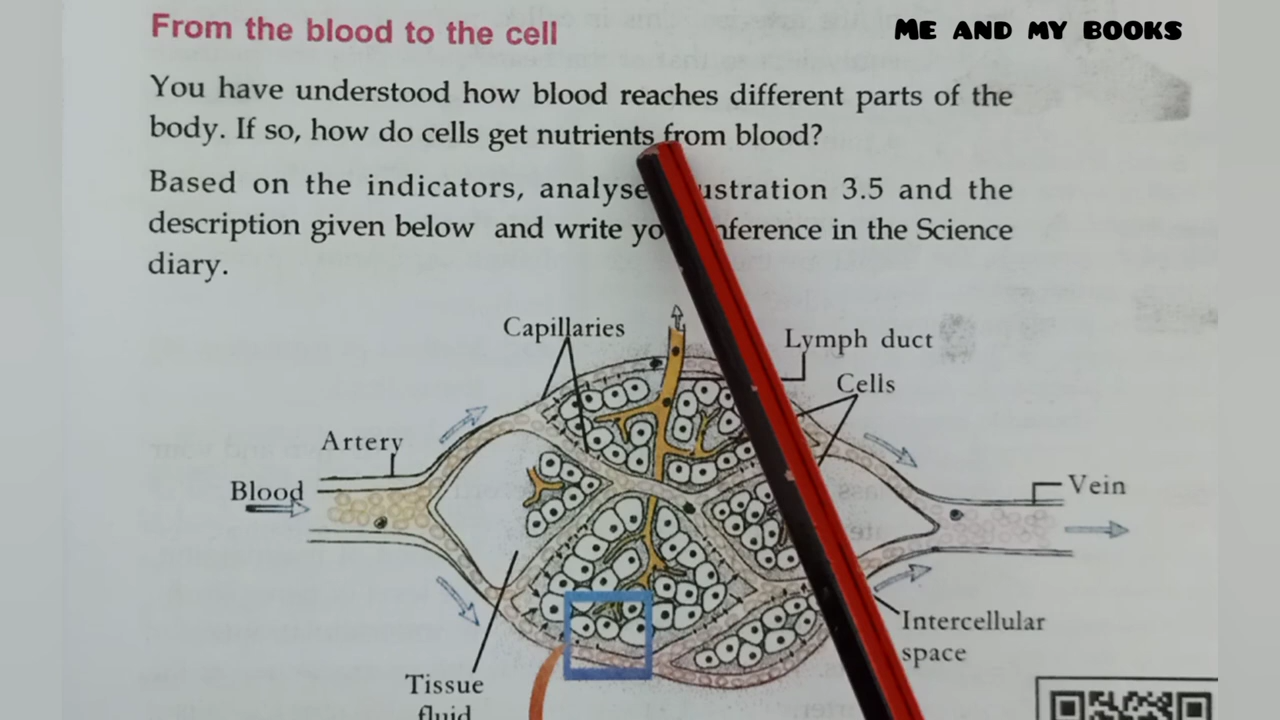 From the blood to the cell
ME AND MY BOOKS
You have understood how blood reaches different parts of the
body. If so, how do cells get nutrients from blood?
Based on the indicators, analyse ustration 3.5 and the
description given below and write yo nference in the Science
diary.
Capillaries
Lymph duct
Cells
Artery
Blood
Vein
Intercellular
space
Tissue
fluid